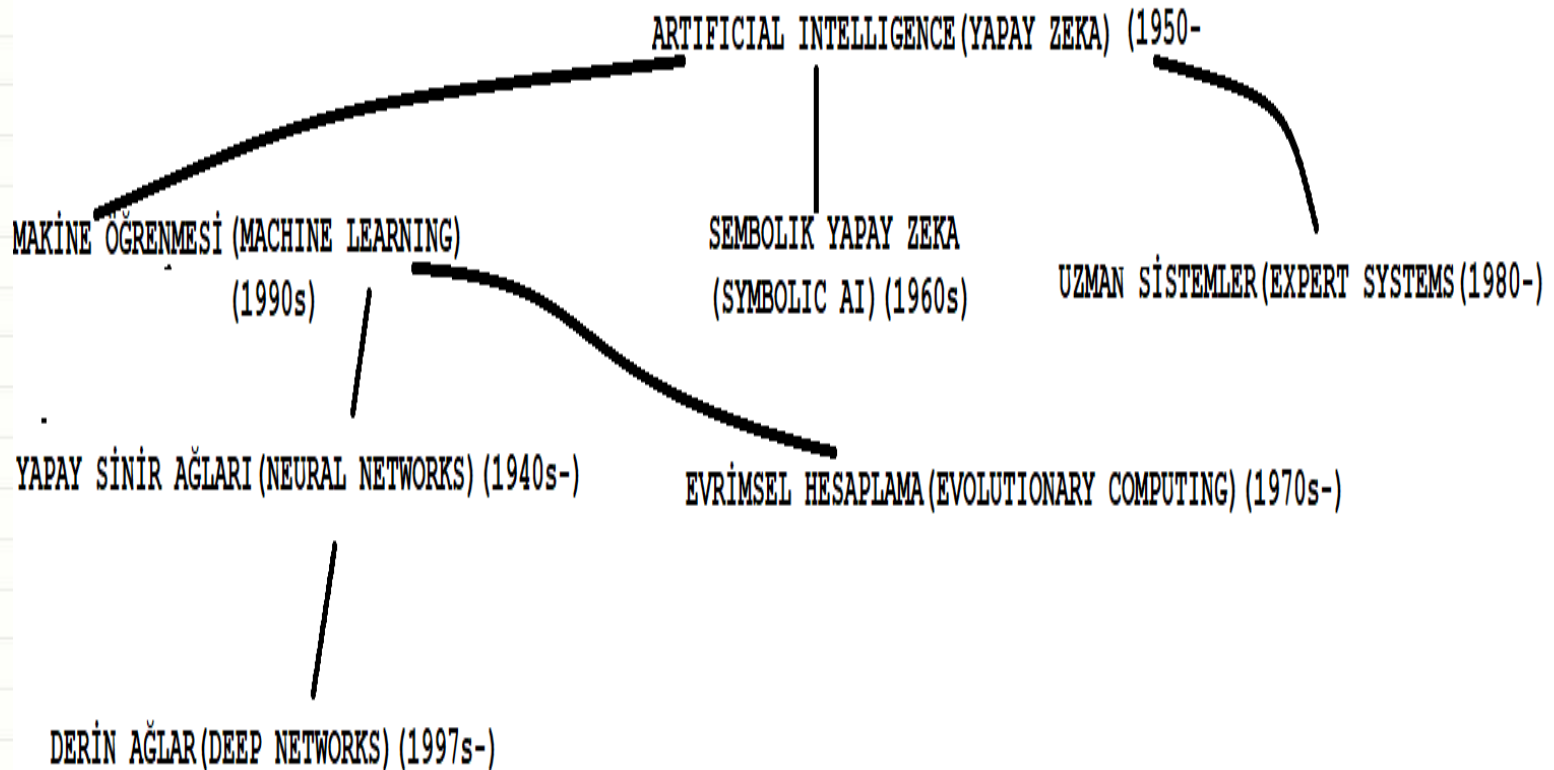 ARTIFICIAL INTELLIGENCE(YAPAY ZEKA) (1950-
MAKİNE ÖĞRENMESİ(MACHINE LEARNING)
(1990s)
SEMBOLIK YAPAY ZEKA
(SYMBOLIC AI)(1960s)
UZMAN SİSTEMLER(EXPERT SYSTEMS(1980-)
YAPAY SİNİR AĞLARI(NEURAL NETWORKS)(1940s-)
EVRİMSEL HESAPLAMA(EVOLUTIONARY COMPUTING)(1970s-)
DERİN AĞLAR(DEEP NETWORKS)(1997s-)